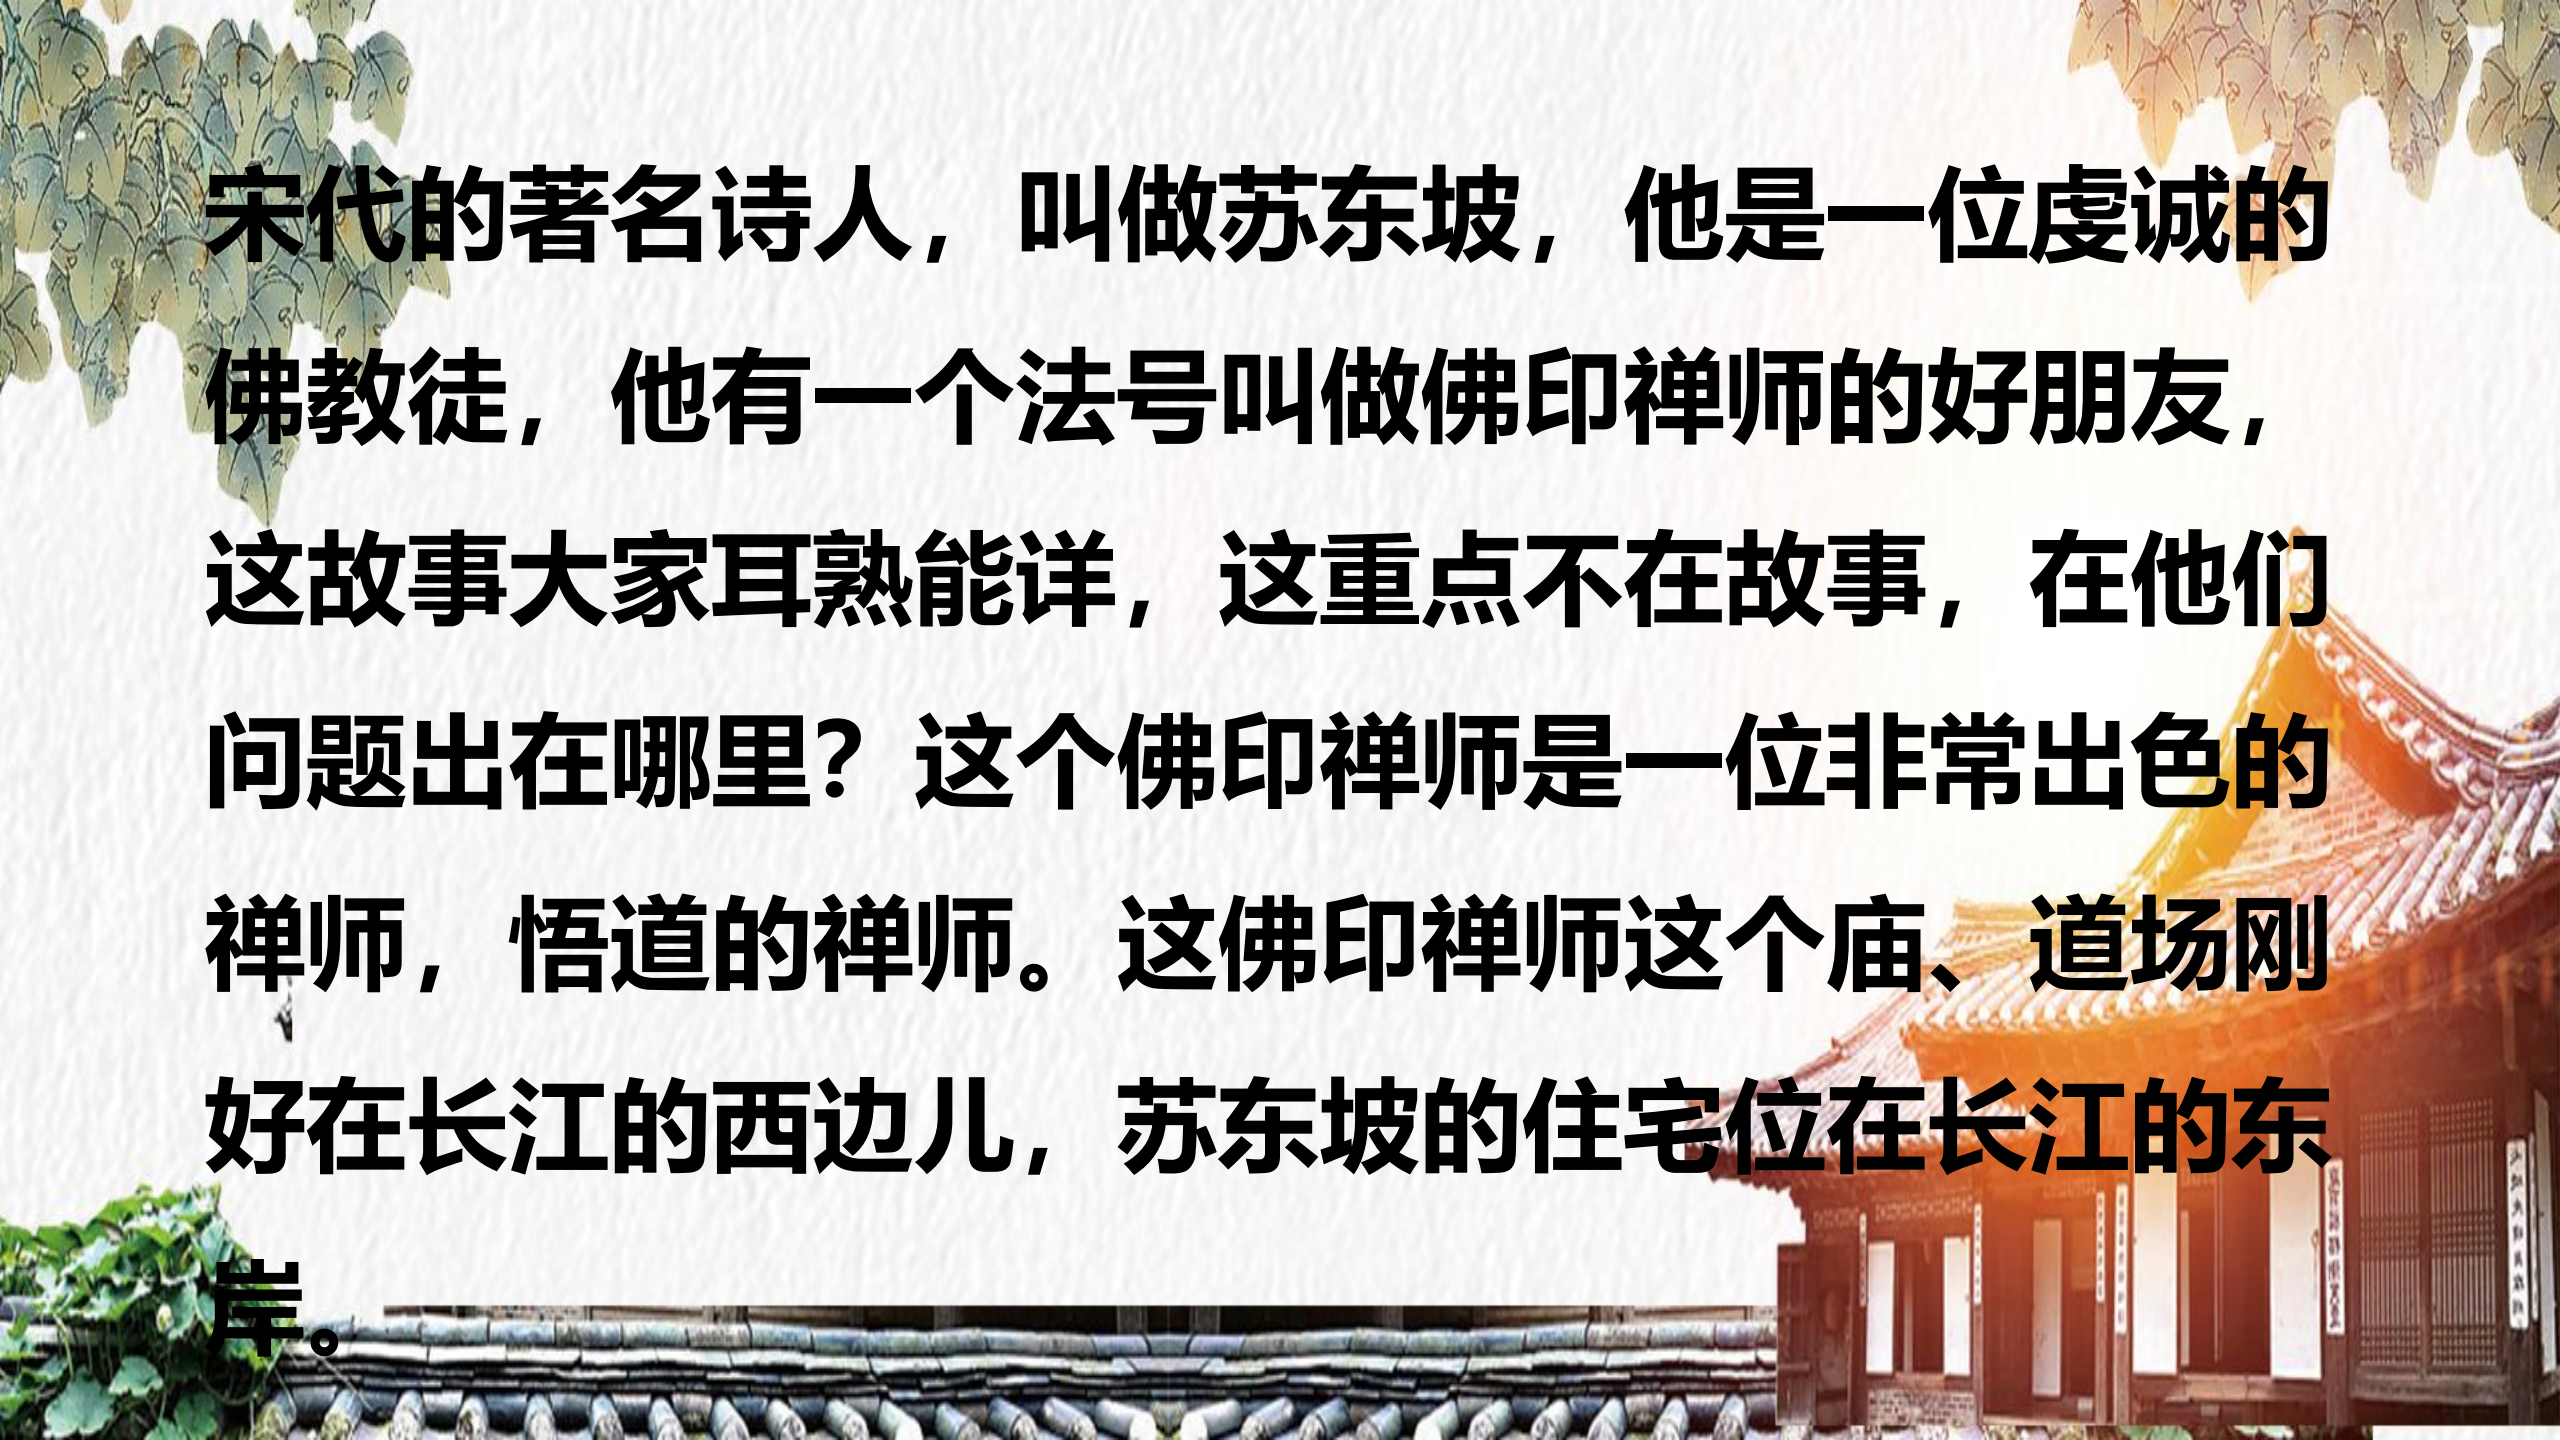 宋代的著名诗人，叫做苏东坡，他是一位虔诚的
佛教徒，他有一个法号叫做佛印禅师的好朋友，
这故事大家耳熟能详，这重点不在故事，在他们
问题出在哪里？这个佛印禅师是一位非常出色的
禅师，悟道的禅师。这佛印禅师这个庙、道场刚
好在长江的西边儿，苏东坡的住宅位在长江的东
岸。